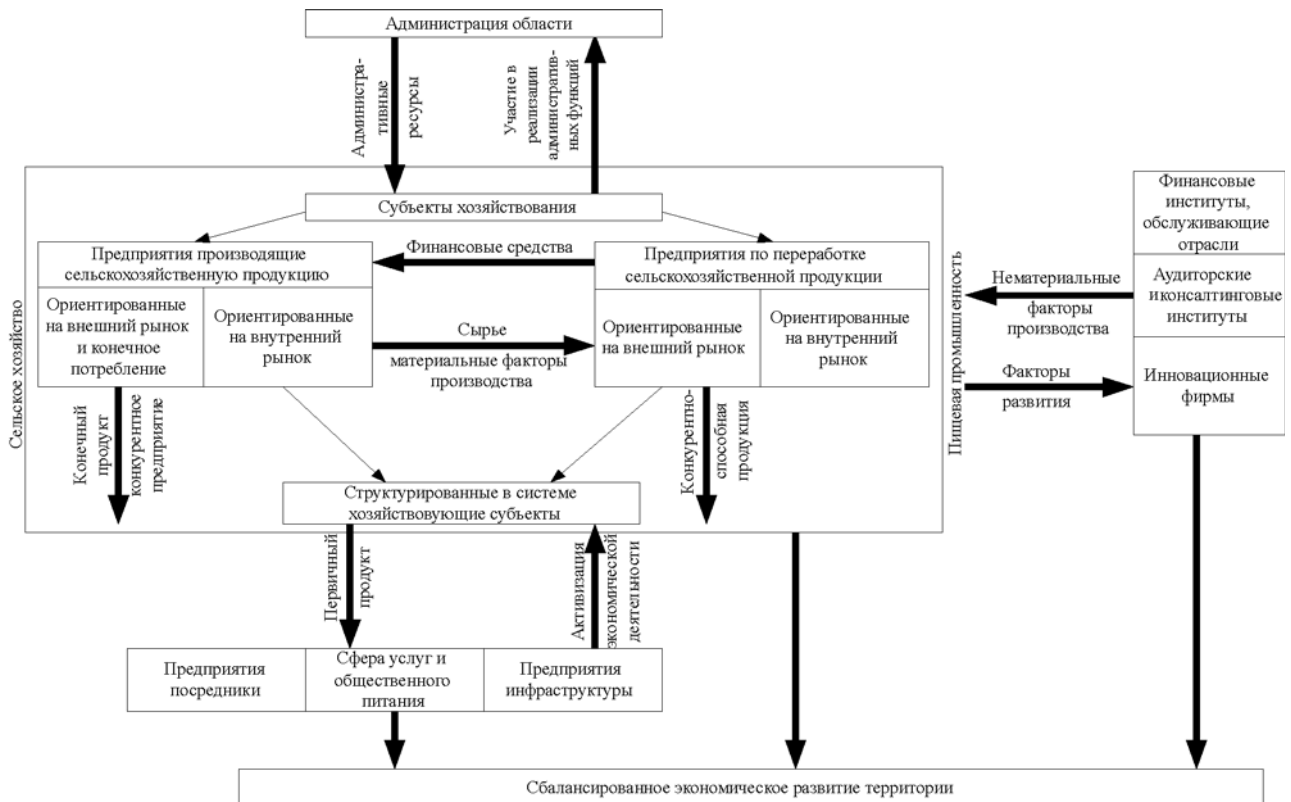 Администрация области
Администра-
тивные
ресурсы
Участие в
реализации
административ-
ных функций
Субъекты хозяйствования
Сельское хозяйство
Предприятия производящие
сельскохозяйственную продукцию
Ориентированные
на внешний рынок
и конечное
потребление
Ориентированные
на внутренний
рынок
Финансовые средства
Сырье
материальные факторы
производства
Предприятия по переработке
сельскохозяйственной продукции
Ориентированные
на внешний рынок
Ориентированные
на внутренний
рынок
Пищевая промышленность
Нематериальные
факторы
производства
Факторы
развития
Финансовые
институты,
обслуживающие
отрасли
Аудиторские
иконсалтинговые
институты
Инновационные
фирмы
Конечный
продукт
конкурентное
предприятие
Конкурентно-
способная
продукция
Структурированные в системе
хозяйствовующие субъекты
Первичный
продукт
Активизация
экономической
деятельности
Предприятия
посредники
Сфера услуг и
общественного
питания
Предприятия
инфраструктуры
Сбалансированное экономическое развитие территории